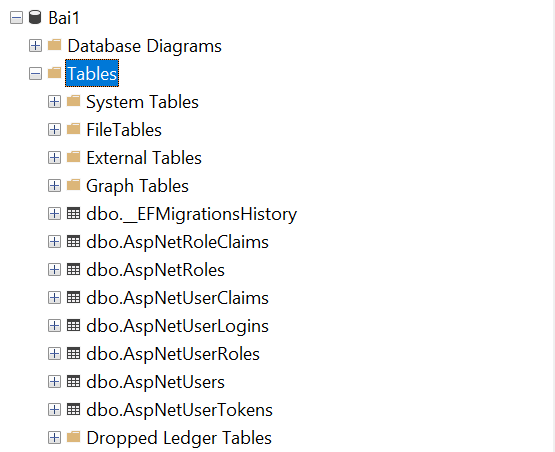 Bai1
Database Diagrams
Tables
System Tables
FileTables
External Tables
Graph Tables
dbo.__EFMigrationsHistory
dbo.AspNetRoleClaims
dbo.AspNetRoles
dbo.AspNetUserClaims
dbo.AspNetUserLogins
dbo.AspNetUserRoles
dbo.AspNetUsers
dbo.AspNetUserTokens
Dropped Ledger Tables